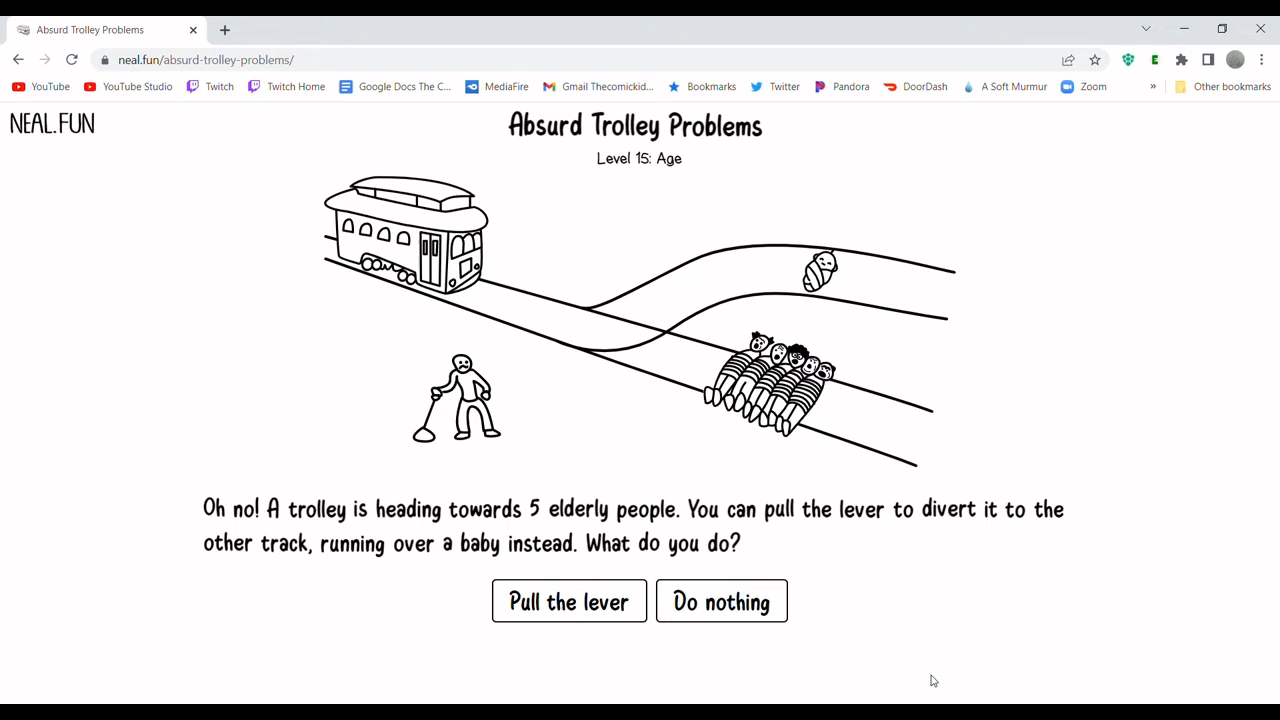 Absurd Trolley Problems
neal.fun/absurd-trolley-problems/
YouTube YouTube Studio Twitch Twitch Home Google Docs The C... MediaFire Gmail Thecomickid... Bookmarks Twitter Pandora DoorDash A Soft Murmur Zoom » Other bookmarks
NEAL.FUN
Absurd Trolley Problems
Level 15: Age
Oh no! A trolley is heading towards 5 elderly people. You can pull the lever to divert it to the
other track, running over a baby instead. What do you do?
Pull the lever Do nothing